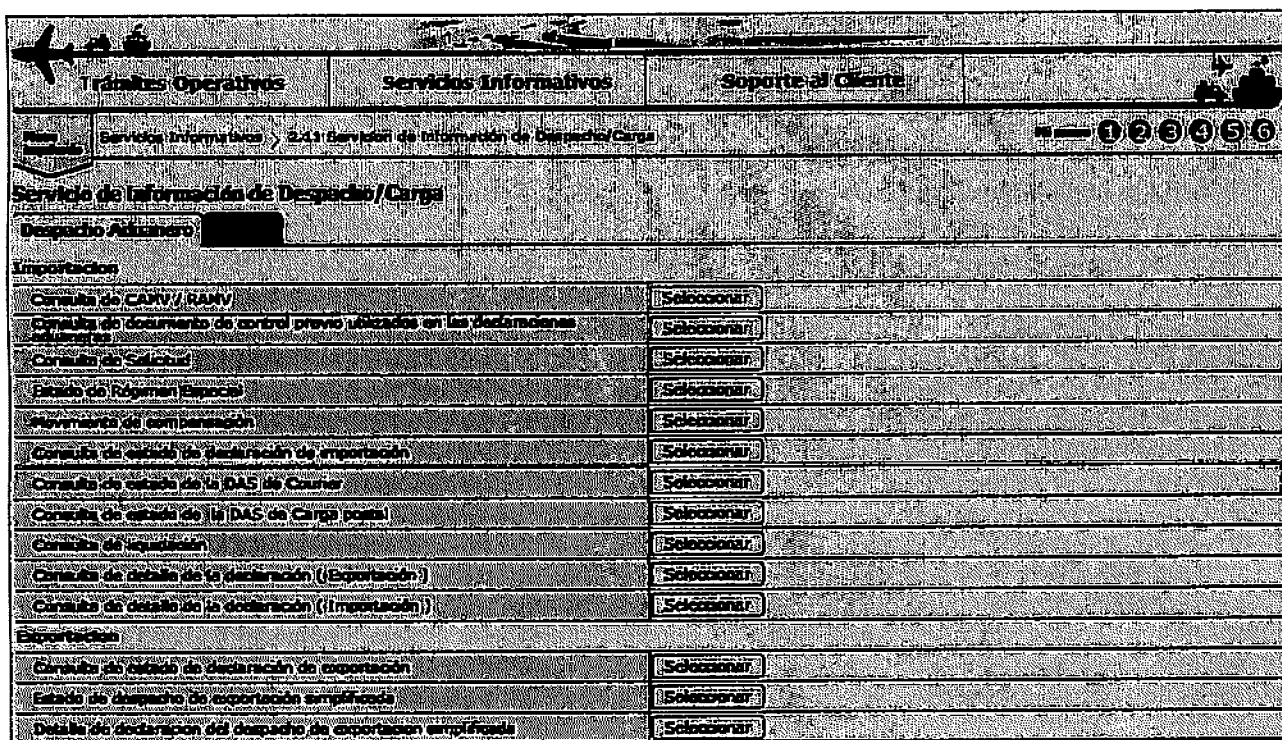 Trámites Operativos
Servicios Informativos
Soporte al Cliente
Servicios Informativos > 2.4.1 Servicion de Información de Despacho/Carga
1 2 3 4 5 6
Servicio de Información de Despacho/Carga
Despacho Aduanero
Importacion
Consulta de CAMV / RAMV Seleccionar
Consulta de documento de control previo utilizados en las declaraciones Seleccionar
aduaneras
Consulta de Solicitud Seleccionar
Estado de Régimen Especial Seleccionar
Movimiento de compensación Seleccionar
Consulta de estado de declaración de importación Seleccionar
Consulta de estado de la DAS de Courier Seleccionar
Consulta de estado de la DAS de Carga postal Seleccionar
Consulta de liquidación Seleccionar
Consulta de detalle de la declaración (Exportación) Seleccionar
Consulta de detalle de la declaración (Importación) Seleccionar
Exportacion
Consulta de estado de declaración de exportación Seleccionar
Estado de despacho de exportación simplificada Seleccionar
Detalle de declaracion del despacho de exportacion simplificada Seleccionar